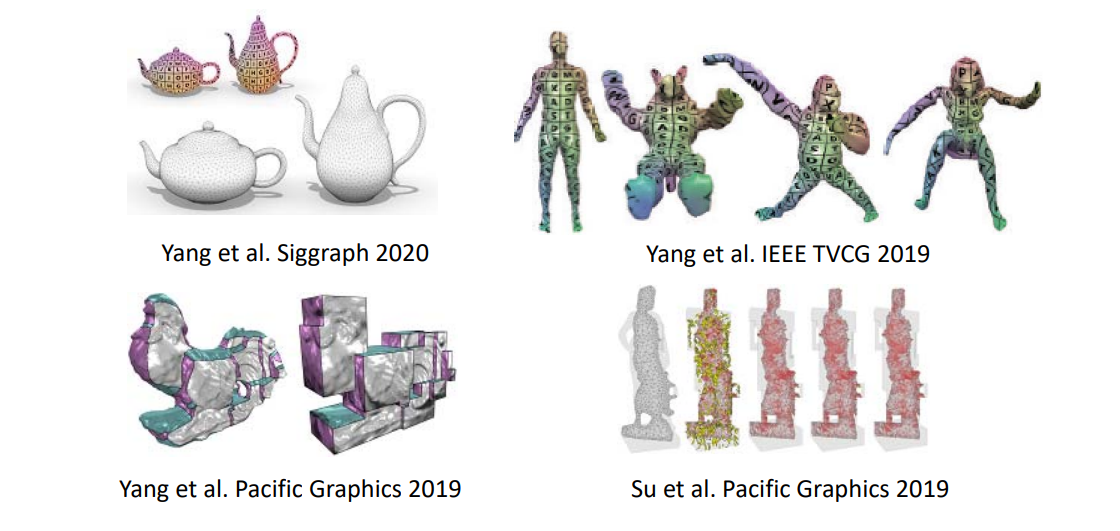 Yang et al. Siggraph 2020
Yang et al. IEEE TVCG 2019
Yang et al. Pacific Graphics 2019
Su et al. Pacific Graphics 2019